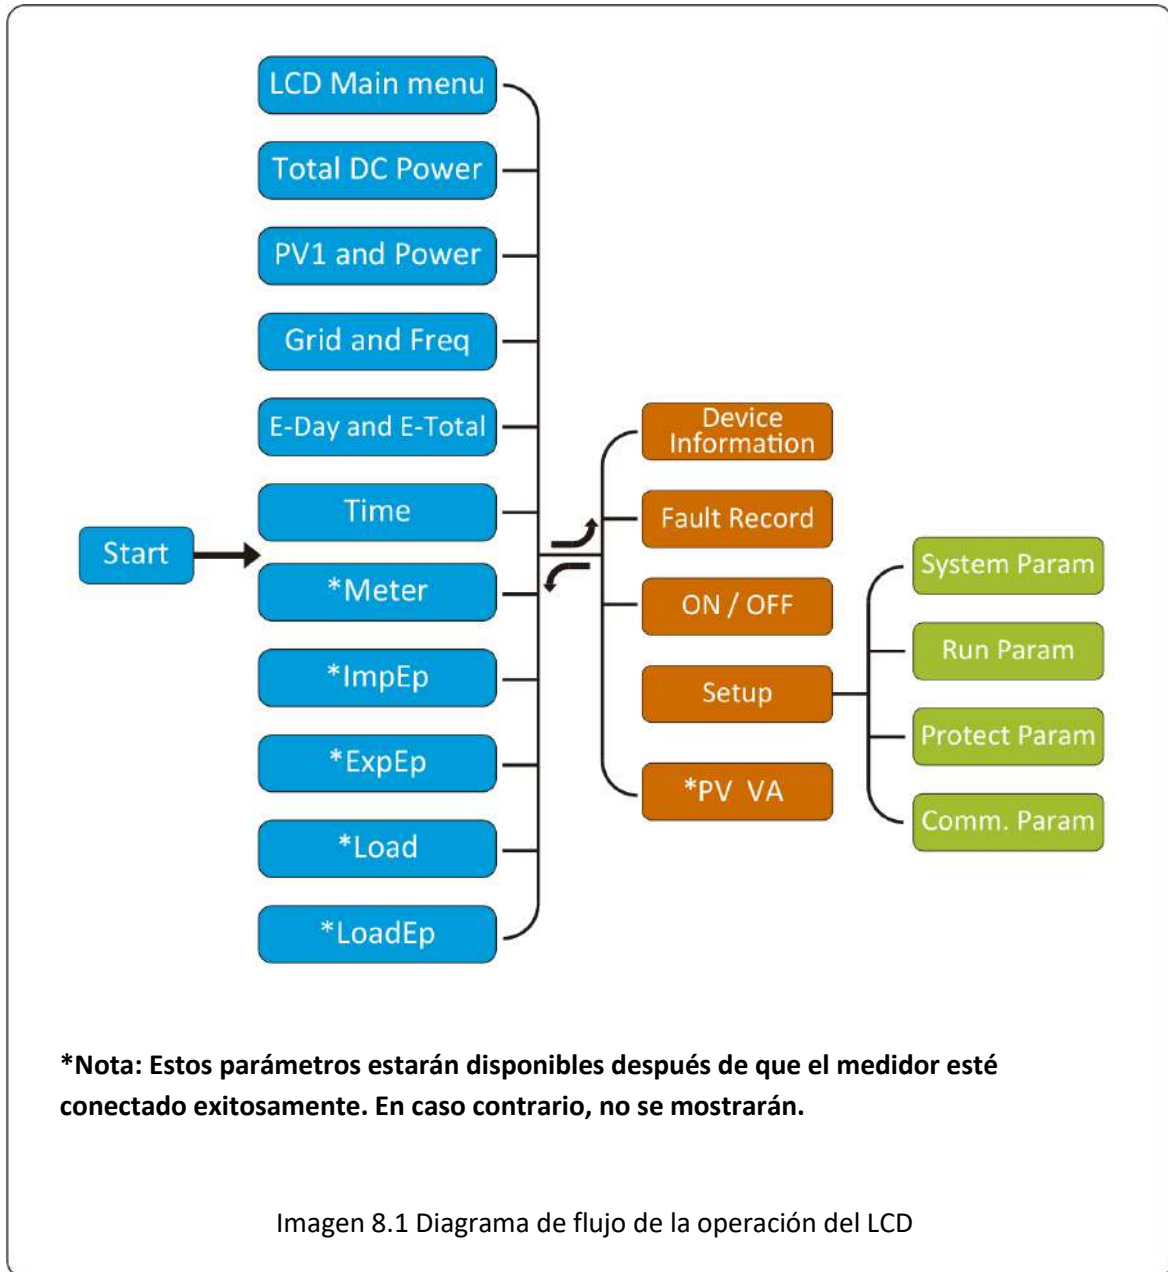 LCD Main menu
Total DC Power
PV1 and Power
Grid and Freq
E-Day and E-Total
Time
Start
*Meter
*ImpEp
*ExpEp
*Load
*LoadEp
Device
Information
Fault Record
ON / OFF
Setup
*PV VA
System Param
Run Param
Protect Param
Comm. Param
*Nota: Estos parámetros estarán disponibles después de que el medidor esté
conectado exitosamente. En caso contrario, no se mostrarán.
Imagen 8.1 Diagrama de flujo de la operación del LCD